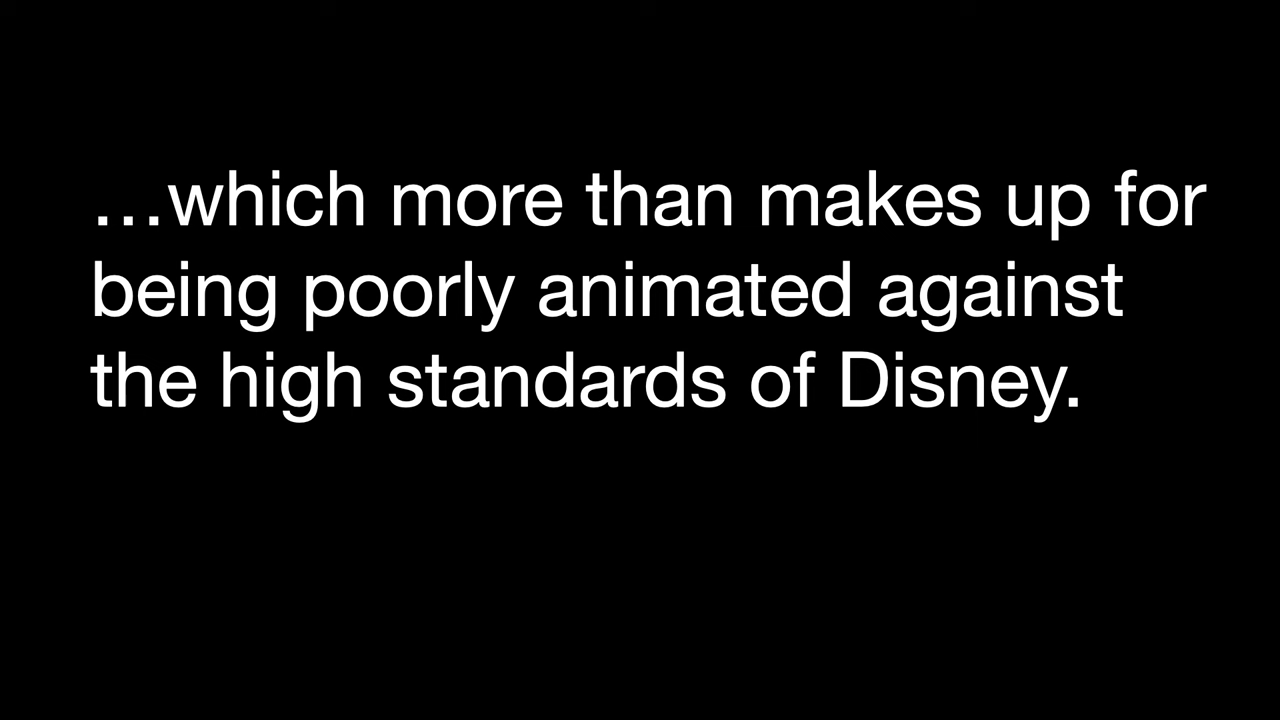 …which more than makes up for
being poorly animated against
the high standards of Disney.